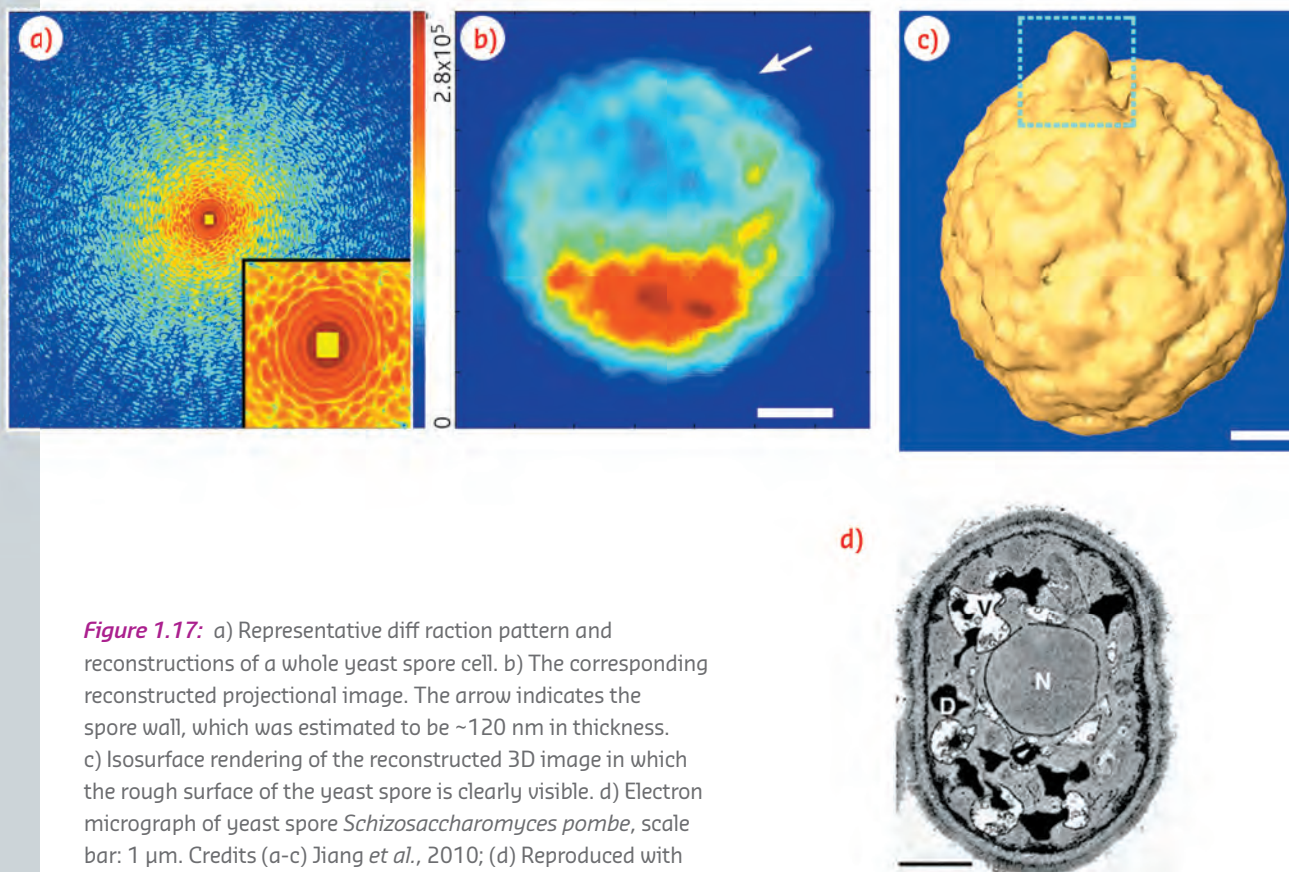 a)
2.8x10⁵
0
b)
c)
d)
V
N
D
Figure 1.17: a) Representative diff raction pattern and
reconstructions of a whole yeast spore cell. b) The corresponding
reconstructed projectional image. The arrow indicates the
spore wall, which was estimated to be ~120 nm in thickness.
c) Isosurface rendering of the reconstructed 3D image in which
the rough surface of the yeast spore is clearly visible. d) Electron
micrograph of yeast spore Schizosaccharomyces pombe, scale
bar: 1 µm. Credits (a-c) Jiang et al., 2010; (d) Reproduced with